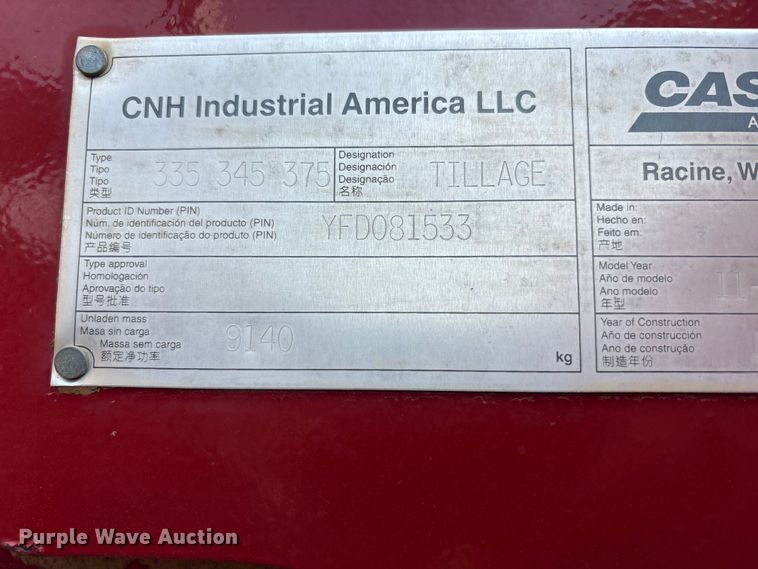 CNH Industrial America LLC
CAS
A
Type
Tipo
Tipo
类型
335 345 375
Designation
Designación
Designação
名称
TILLAGE
Racine, W
Product ID Number (PIN)
Núm. de identificación del producto (PIN)
Número de identificação do produto (PIN)
产品编号
YFD081533
Made in:
Hecho en:
Feito em:
产地
Type approval
Homologación
Aprovação do tipo
型号批准
Model Year
Año de modelo
Ano modelo
年型
11-
Unladen mass
Masa sin carga
Massa sem carga
额定净功率
9140
kg
Year of Construction
Año de construcción
Ano de construção
制造年份
Purple Wave Auction